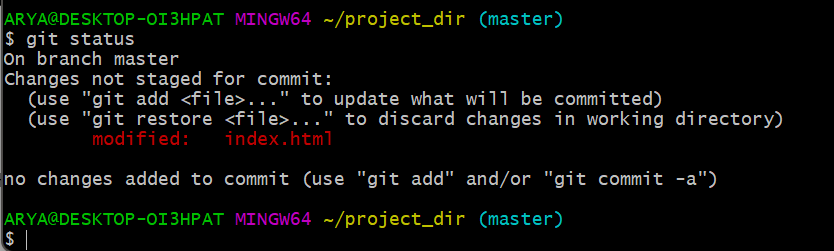 ARYA@DESKTOP-OI3HPAT MINGW64 ~/project_dir (master)
$ git status
On branch master
Changes not staged for commit:
  (use "git add <file>..." to update what will be committed)
  (use "git restore <file>..." to discard changes in working directory)
        modified:   index.html

no changes added to commit (use "git add" and/or "git commit -a")

ARYA@DESKTOP-OI3HPAT MINGW64 ~/project_dir (master)
$